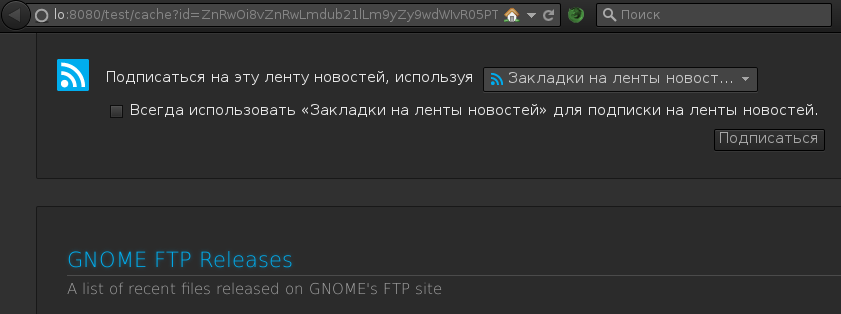 lo:8080/test/cache?id=ZnRwOi8vZnRwLmdub21lLm9yZy9wdWIvR05PT
Поиск
Подписаться на эту ленту новостей, используя Закладки на ленты новост...
Всегда использовать «Закладки на ленты новостей» для подписки на ленты новостей.
Подписаться
GNOME FTP Releases
A list of recent files released on GNOME's FTP site